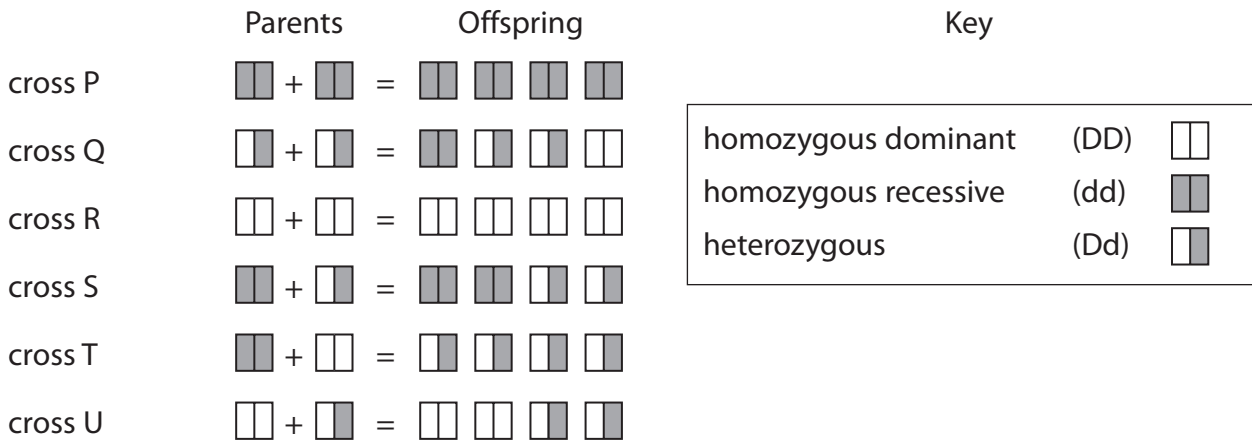 Parents Offspring Key
cross P + =
cross Q + =
cross R + =
cross S + =
cross T + =
cross U + =
homozygous dominant (DD)
homozygous recessive (dd)
heterozygous (Dd)